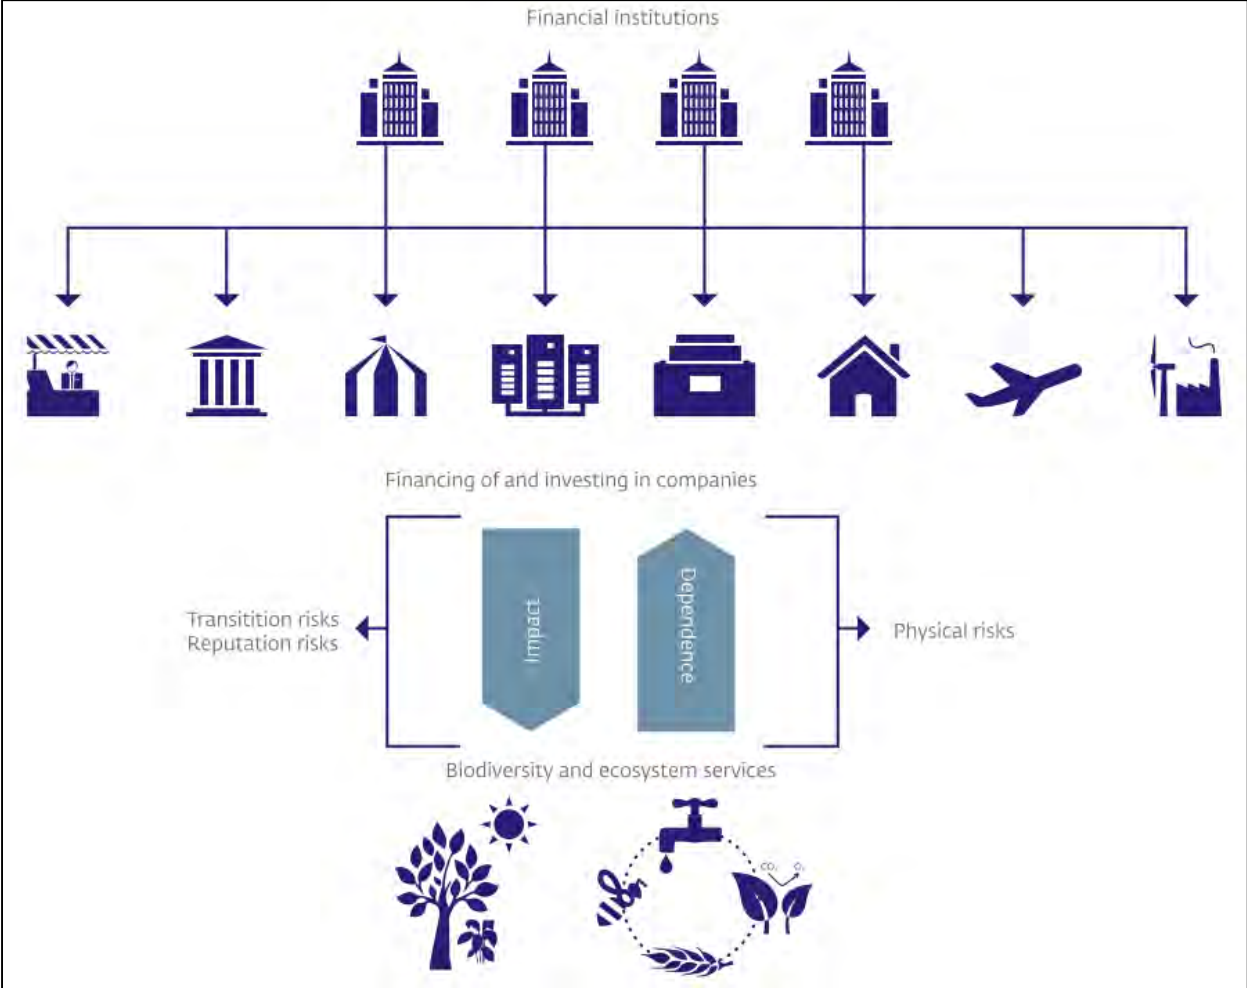 Financial institutions
Financing of and investing in companies
Impact
Dependence
Transitition risks
Reputation risks
Physical risks
Biodiversity and ecosystem services
CO₂ O₂